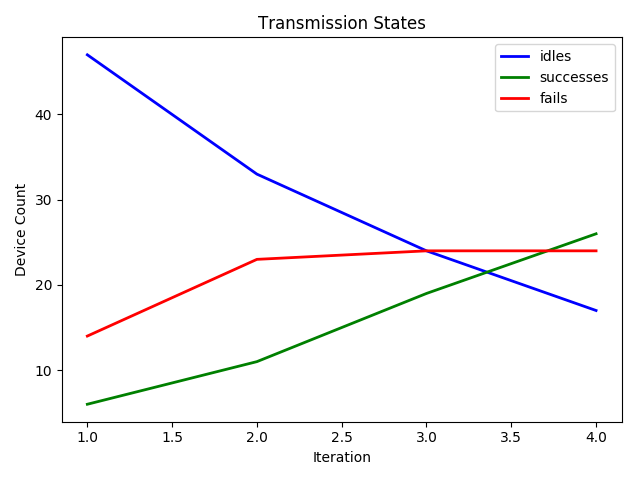 Transmission States
idles
successes
fails
Device Count
40
30
20
10
1.0 1.5 2.0 2.5 3.0 3.5 4.0
Iteration